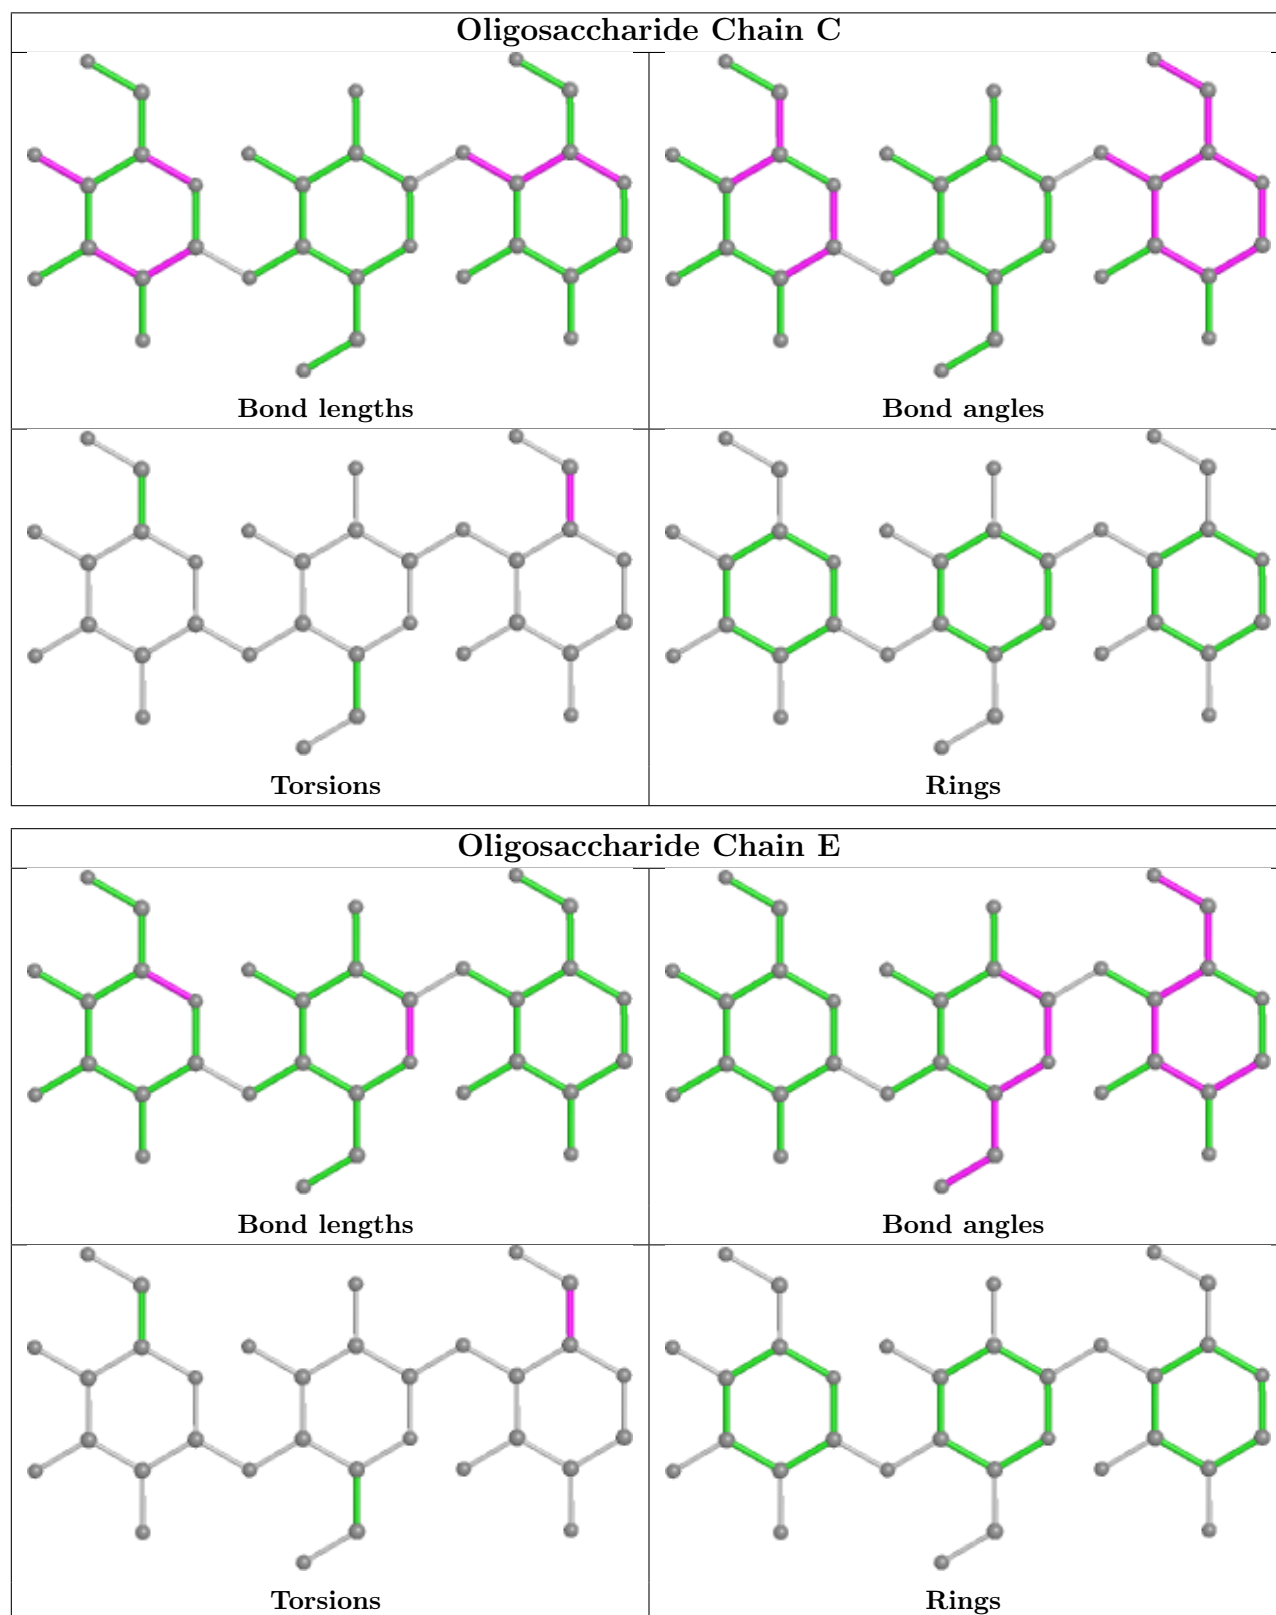 Oligosaccharide Chain C
Bond lengths
Bond angles
Torsions
Rings
Oligosaccharide Chain E
Bond lengths
Bond angles
Torsions
Rings